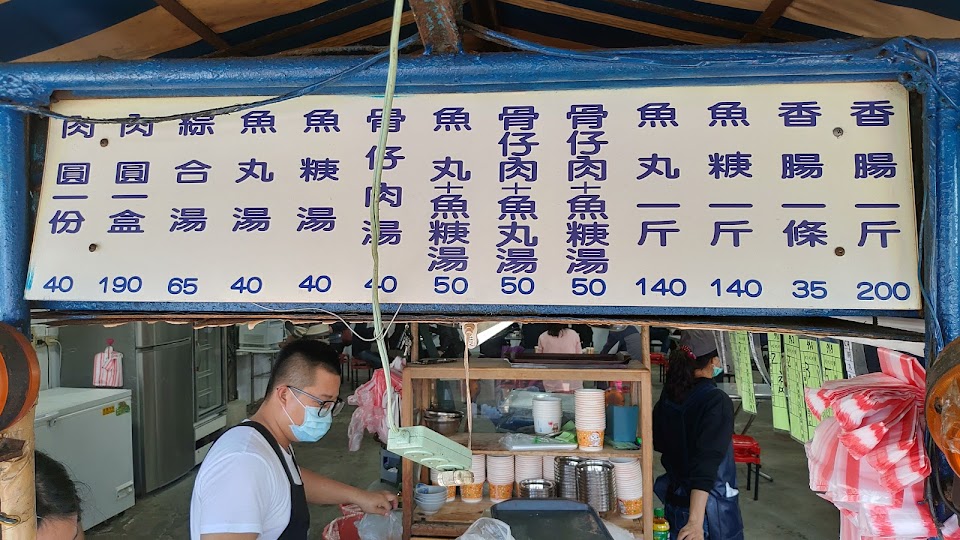 肉圓一份 40
肉圓一盒 190
綜合湯 65
魚丸湯 40
魚粳湯 40
骨仔肉湯 40
魚丸+魚粳湯 50
骨仔肉+魚丸湯 50
骨仔肉+魚粳湯 50
魚丸一斤 140
魚粳一斤 140
香腸一條 35
香腸一斤 200